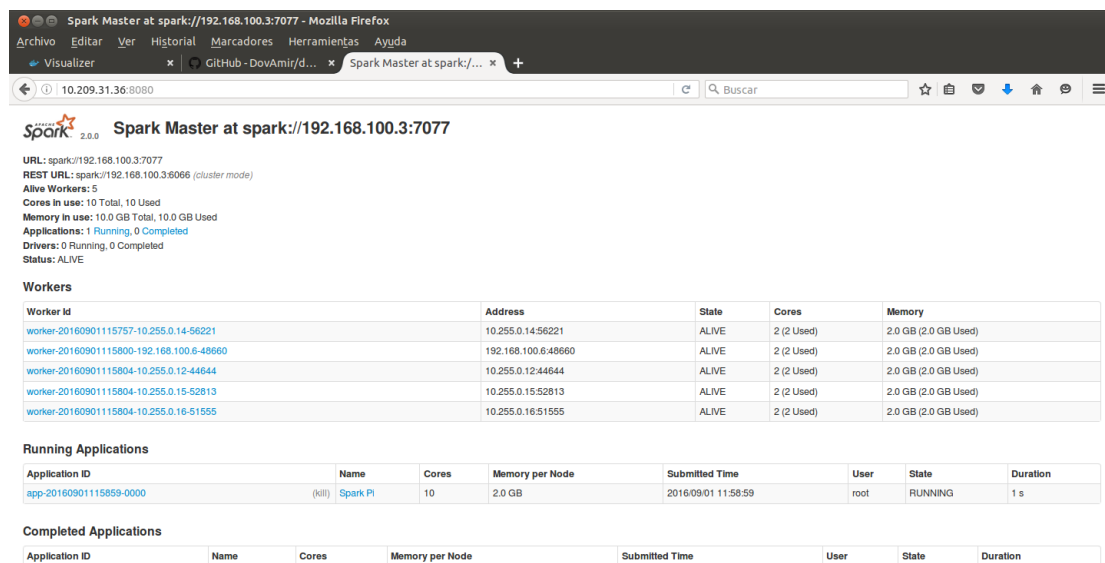 Spark Master at spark://192.168.100.3:7077 - Mozilla Firefox
Archivo Editar Ver Historial Marcadores Herramientas Ayuda
Visualizer × GitHub - DovAmir/d... × Spark Master at spark:/... × +
10.209.31.36:8080 Buscar
APACHE Spark 2.0.0 Spark Master at spark://192.168.100.3:7077
URL: spark://192.168.100.3:7077
REST URL: spark://192.168.100.3:6066 (cluster mode)
Alive Workers: 5
Cores in use: 10 Total, 10 Used
Memory in use: 10.0 GB Total, 10.0 GB Used
Applications: 1 Running, 0 Completed
Drivers: 0 Running, 0 Completed
Status: ALIVE
Workers
Worker Id Address State Cores Memory
worker-20160901115757-10.255.0.14-56221 10.255.0.14:56221 ALIVE 2 (2 Used) 2.0 GB (2.0 GB Used)
worker-20160901115800-192.168.100.6-48660 192.168.100.6:48660 ALIVE 2 (2 Used) 2.0 GB (2.0 GB Used)
worker-20160901115804-10.255.0.12-44644 10.255.0.12:44644 ALIVE 2 (2 Used) 2.0 GB (2.0 GB Used)
worker-20160901115804-10.255.0.15-52813 10.255.0.15:52813 ALIVE 2 (2 Used) 2.0 GB (2.0 GB Used)
worker-20160901115804-10.255.0.16-51555 10.255.0.16:51555 ALIVE 2 (2 Used) 2.0 GB (2.0 GB Used)
Running Applications
Application ID Name Cores Memory per Node Submitted Time User State Duration
app-20160901115859-0000 (kill) Spark Pi 10 2.0 GB 2016/09/01 11:58:59 root RUNNING 1 s
Completed Applications
Application ID Name Cores Memory per Node Submitted Time User State Duration